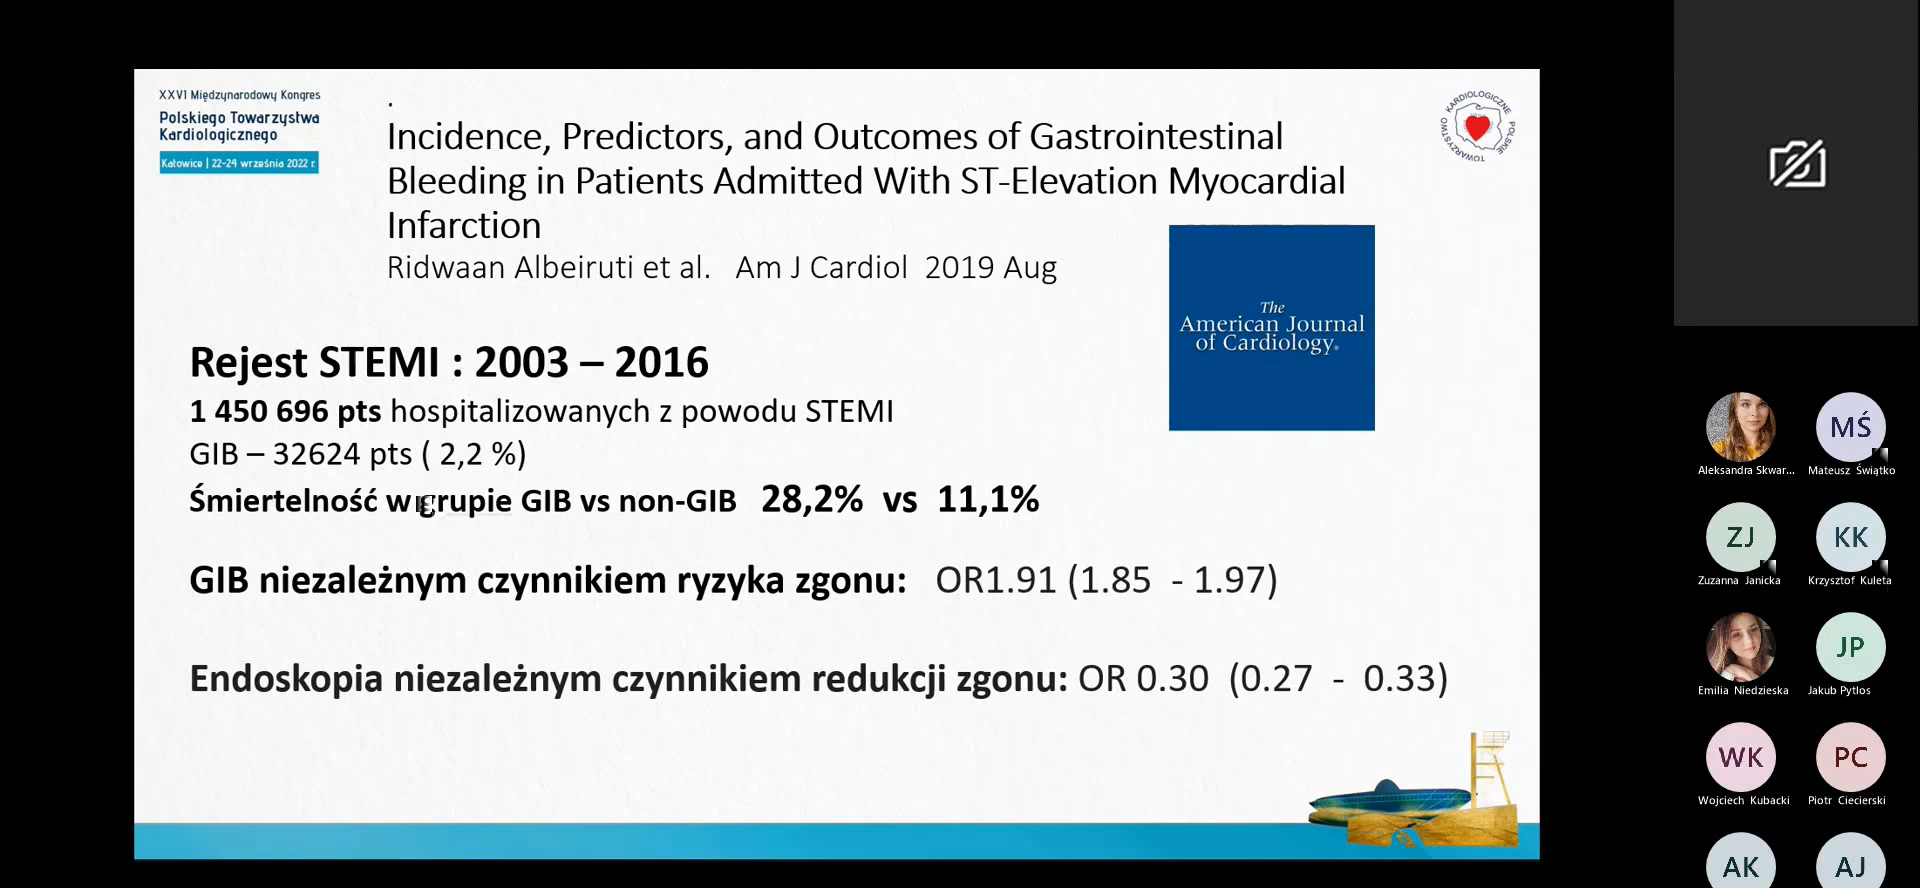 XXVI Międzynarodowy Kongres
Polskiego Towarzystwa
Kardiologicznego
Katowice | 22-24 września 2022 r.
.
Incidence, Predictors, and Outcomes of Gastrointestinal
Bleeding in Patients Admitted With ST-Elevation Myocardial
Infarction
Ridwaan Albeiruti et al. Am J Cardiol 2019 Aug
POLSKIE TOWARZYSTWO KARDIOLOGICZNE
The
American Journal
of Cardiology®
Rejest STEMI : 2003 – 2016
1 450 696 pts hospitalizowanych z powodu STEMI
GIB – 32624 pts ( 2,2 %)
Śmiertelność w grupie GIB vs non-GIB 28,2% vs 11,1%
GIB niezależnym czynnikiem ryzyka zgonu: OR1.91 (1.85 - 1.97)
Endoskopia niezależnym czynnikiem redukcji zgonu: OR 0.30 (0.27 - 0.33)
Aleksandra Skwar...
MŚ
Mateusz Świątko
ZJ
Zuzanna Janicka
KK
Krzysztof Kuleta
Emilia Niedzieska
JP
Jakub Pytlos
WK
Wojciech Kubacki
PC
Piotr Ciecierski
AK
AJ